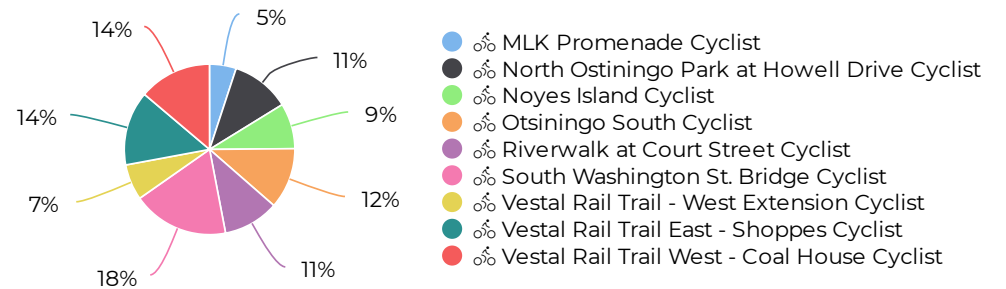 5%
14%
11%
9%
14%
12%
7%
11%
18%
MLK Promenade Cyclist
North Ostiningo Park at Howell Drive Cyclist
Noyes Island Cyclist
Otsiningo South Cyclist
Riverwalk at Court Street Cyclist
South Washington St. Bridge Cyclist
Vestal Rail Trail - West Extension Cyclist
Vestal Rail Trail East - Shoppes Cyclist
Vestal Rail Trail West - Coal House Cyclist